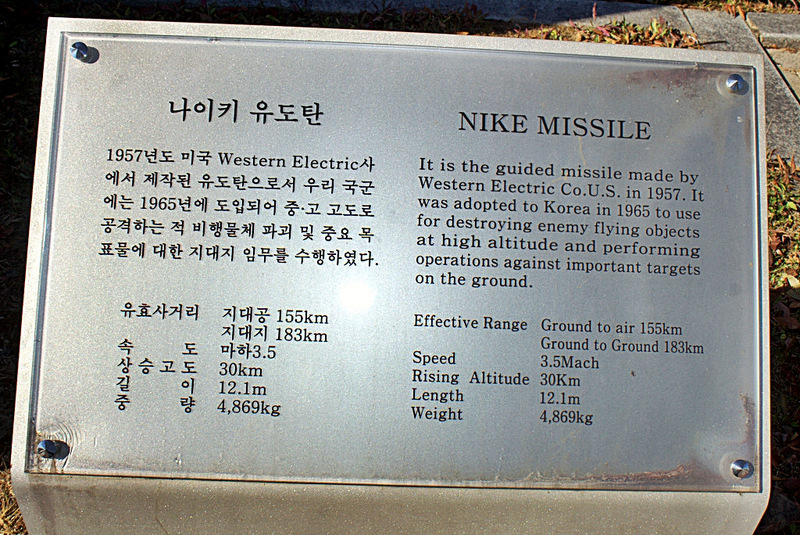 나이키 유도탄
1957년도 미국 Western Electric사
에서 제작된 유도탄으로서 우리 국군
에는 1965년에 도입되어 중·고 고도로
공격하는 적 비행물체 파괴 및 중요 목
표물에 대한 지대지 임무를 수행하였다.
유효사거리 지대공 155km
지대지 183km
속 도 마하3.5
상승고도 30km
길 이 12.1m
중 량 4,869kg
NIKE MISSILE
It is the guided missile made by
Western Electric Co.U.S. in 1957. It
was adopted to Korea in 1965 to use
for destroying enemy flying objects
at high altitude and performing
operations against important targets
on the ground.
Effective Range Ground to air 155km
Ground to Ground 183km
Speed 3.5Mach
Rising Altitude 30Km
Length 12.1m
Weight 4,869kg